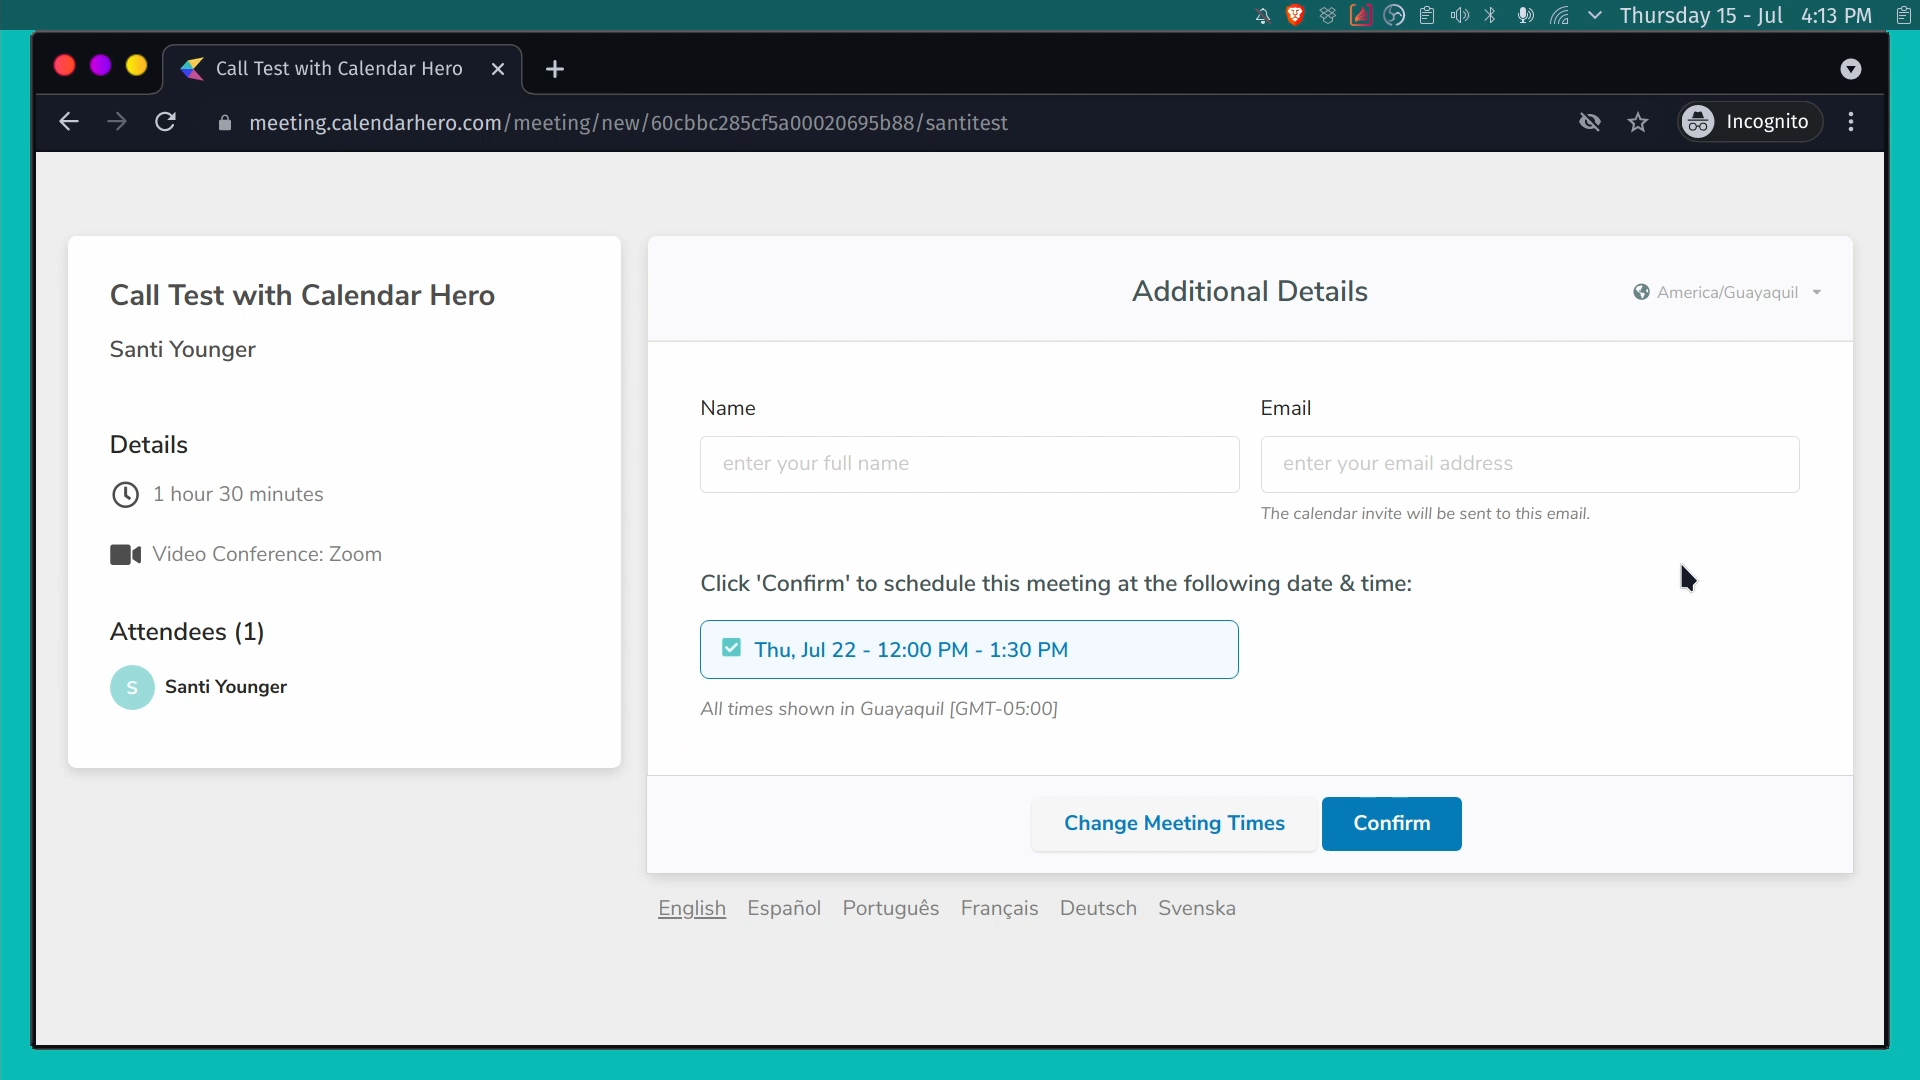 Thursday 15 - Jul 4:13 PM
Call Test with Calendar Hero
meeting.calendarhero.com/meeting/new/60cbbc285cf5a00020695b88/santitest
Incognito
Call Test with Calendar Hero
Santi Younger
Details
1 hour 30 minutes
Video Conference: Zoom
Attendees (1)
S Santi Younger
Additional Details
America/Guayaquil
Name
Email
enter your full name
enter your email address
The calendar invite will be sent to this email.
Click 'Confirm' to schedule this meeting at the following date & time:
Thu, Jul 22 - 12:00 PM - 1:30 PM
All times shown in Guayaquil [GMT-05:00]
Change Meeting Times
Confirm
English Español Português Français Deutsch Svenska